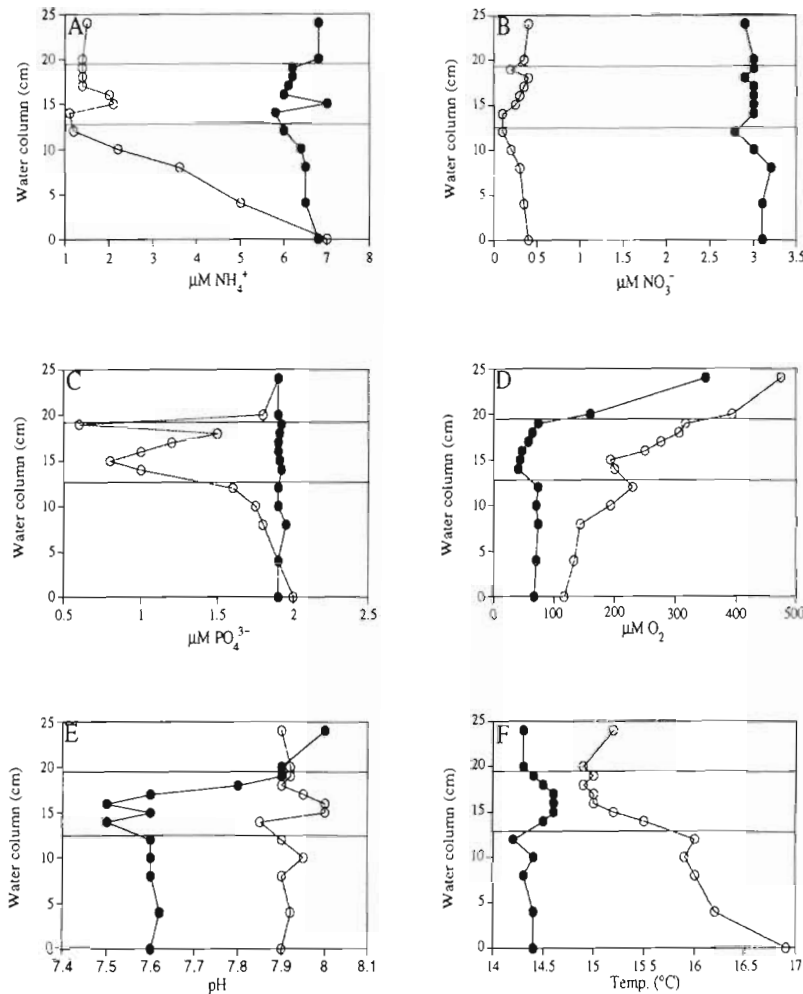 A
Water column (cm)
25
20
15
10
5
0
1 2 3 4 5 6 7 8
μM NH₄⁺
B
Water column (cm)
25
20
15
10
5
0
0 0 5 1 1.5 2 2.5 3 3.5
μM NO₃⁻
C
Water column (cm)
25
20
15
10
5
0
0.5 1 1.5 2 2.5
μM PO₄³⁻
D
Water column (cm)
25
20
15
10
5
0
0 100 200 300 400 500
μM O₂
E
Water column (cm)
25
20
15
10
5
0
7.4 7.5 7.6 7.7 7.8 7.9 8 8.1
pH
F
Water column (cm)
25
20
15
10
5
0
14 14.5 15 15.5 16 16.5 17
Temp. (°C)